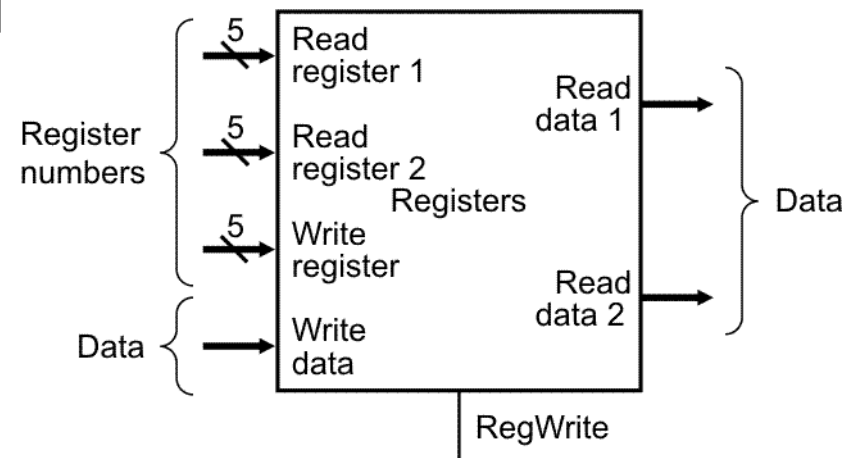 Register
numbers
Data
5
5
5
Read
register 1
Read
register 2
Write
register
Write
data
Registers
Read
data 1
Read
data 2
Data
RegWrite